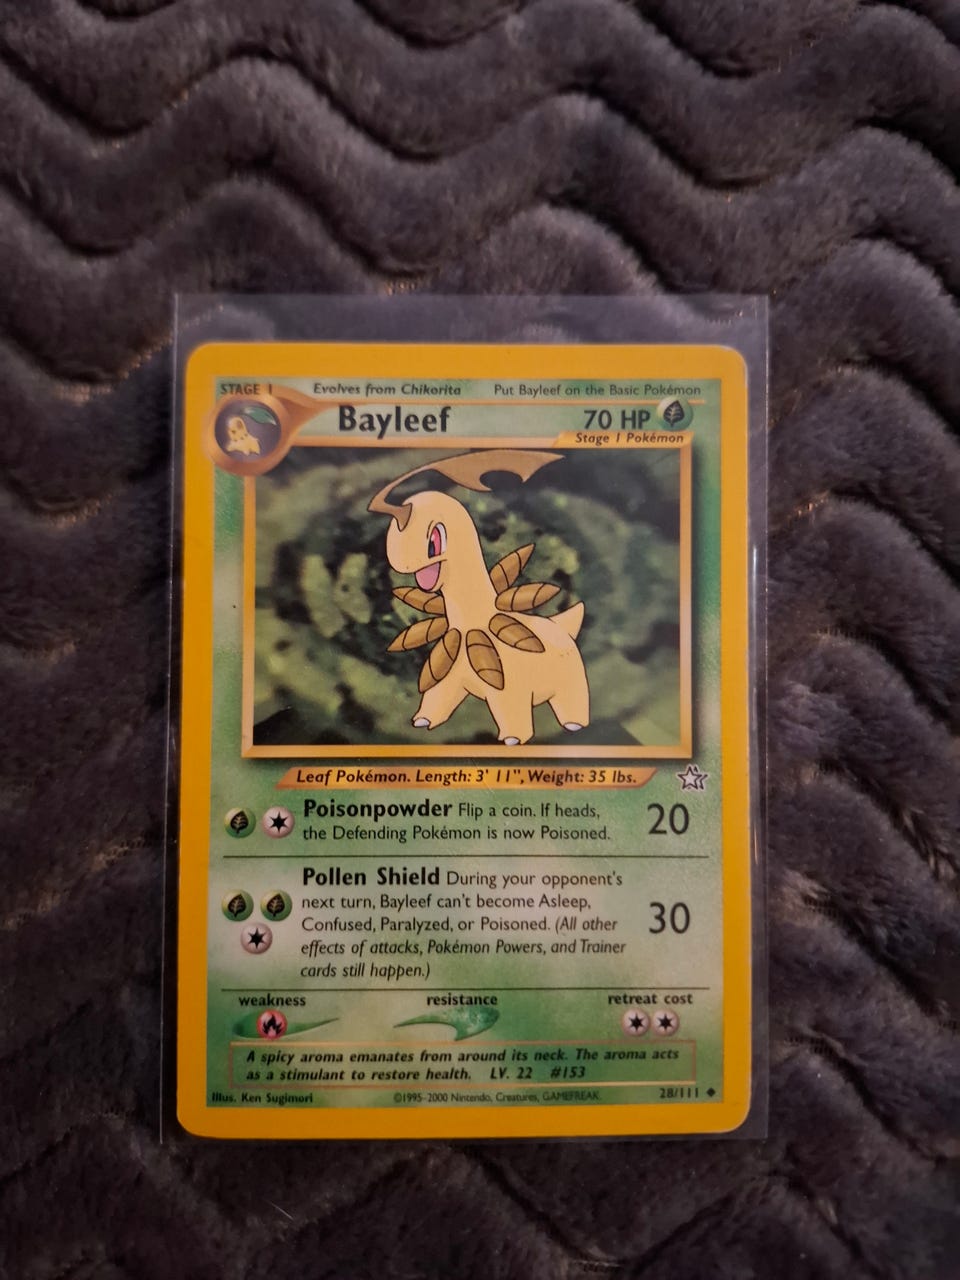 STAGE 1 Evolves from Chikorita Put Bayleef on the Basic Pokémon
Bayleef 70 HP
Stage 1 Pokémon
Leaf Pokémon. Length: 3' 11", Weight: 35 lbs.
Poisonpowder Flip a coin. If heads,
the Defending Pokémon is now Poisoned.
20
Pollen Shield During your opponent's
next turn, Bayleef can't become Asleep,
Confused, Paralyzed, or Poisoned. (All other
effects of attacks, Pokémon Powers, and Trainer
cards still happen.)
30
weakness resistance retreat cost
A spicy aroma emanates from around its neck. The aroma acts
as a stimulant to restore health. LV. 22 #153
Illus. Ken Sugimori ©1995-2000 Nintendo, Creatures, GAMEFREAK. 28/111